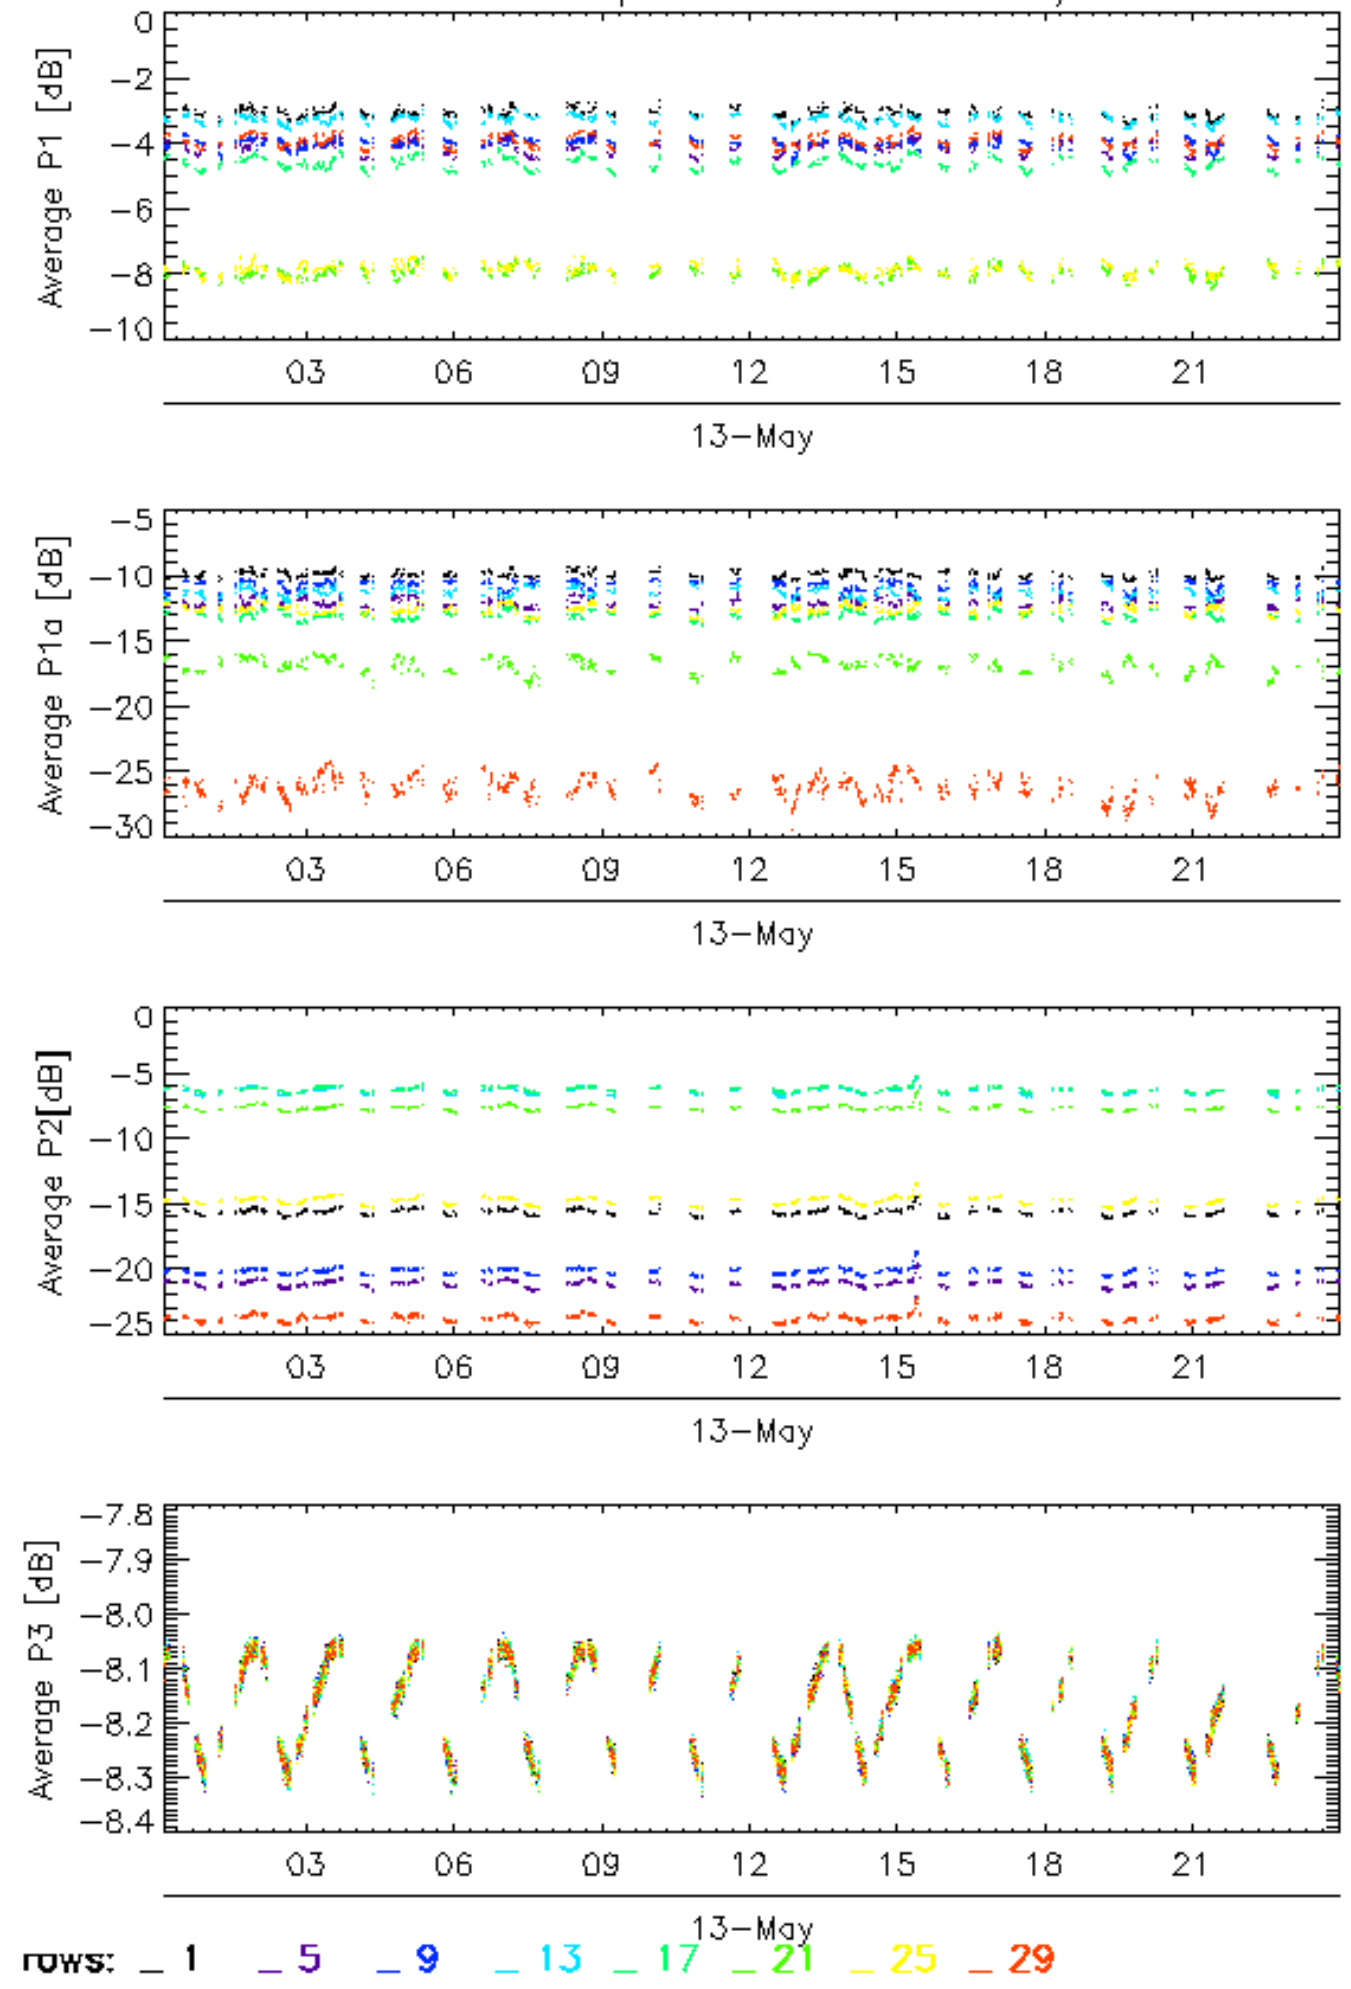 Average P1 [dB]
0
−2
−4
−6
−8
−10
03 06 09 12 15 18 21
13−May
Average P1a [dB]
−5
−10
−15
−20
−25
−30
03 06 09 12 15 18 21
13−May
Average P2[dB]
0
−5
−10
−15
−20
−25
03 06 09 12 15 18 21
13−May
Average P3 [dB]
−7.8
−7.9
−8.0
−8.1
−8.2
−8.3
−8.4
03 06 09 12 15 18 21
13−May
rows: _ 1 _ 5 _ 9 _ 13 _ 17 _ 21 _ 25 _ 29